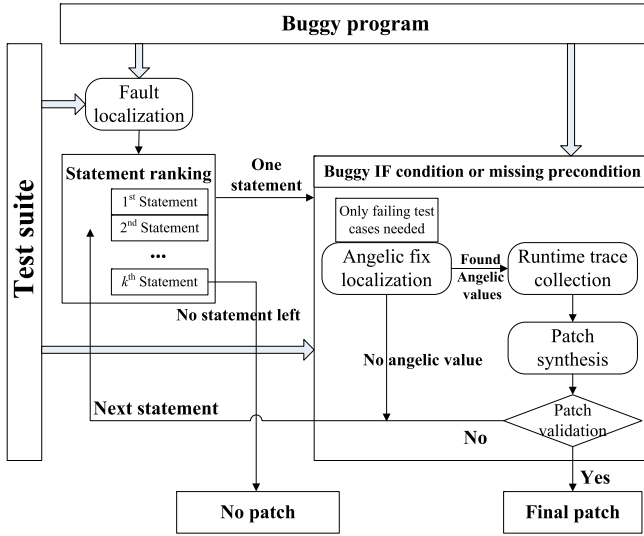 Buggy program
Test suite
Fault
localization
Statement ranking
1st Statement
2nd Statement
...
kth Statement
One
statement
Buggy IF condition or missing precondition
Only failing test
cases needed
Angelic fix
localization
Found
Angelic
values
Runtime trace
collection
No statement left
Patch
synthesis
No angelic value
Next statement
Patch
validation
No
Yes
No patch
Final patch